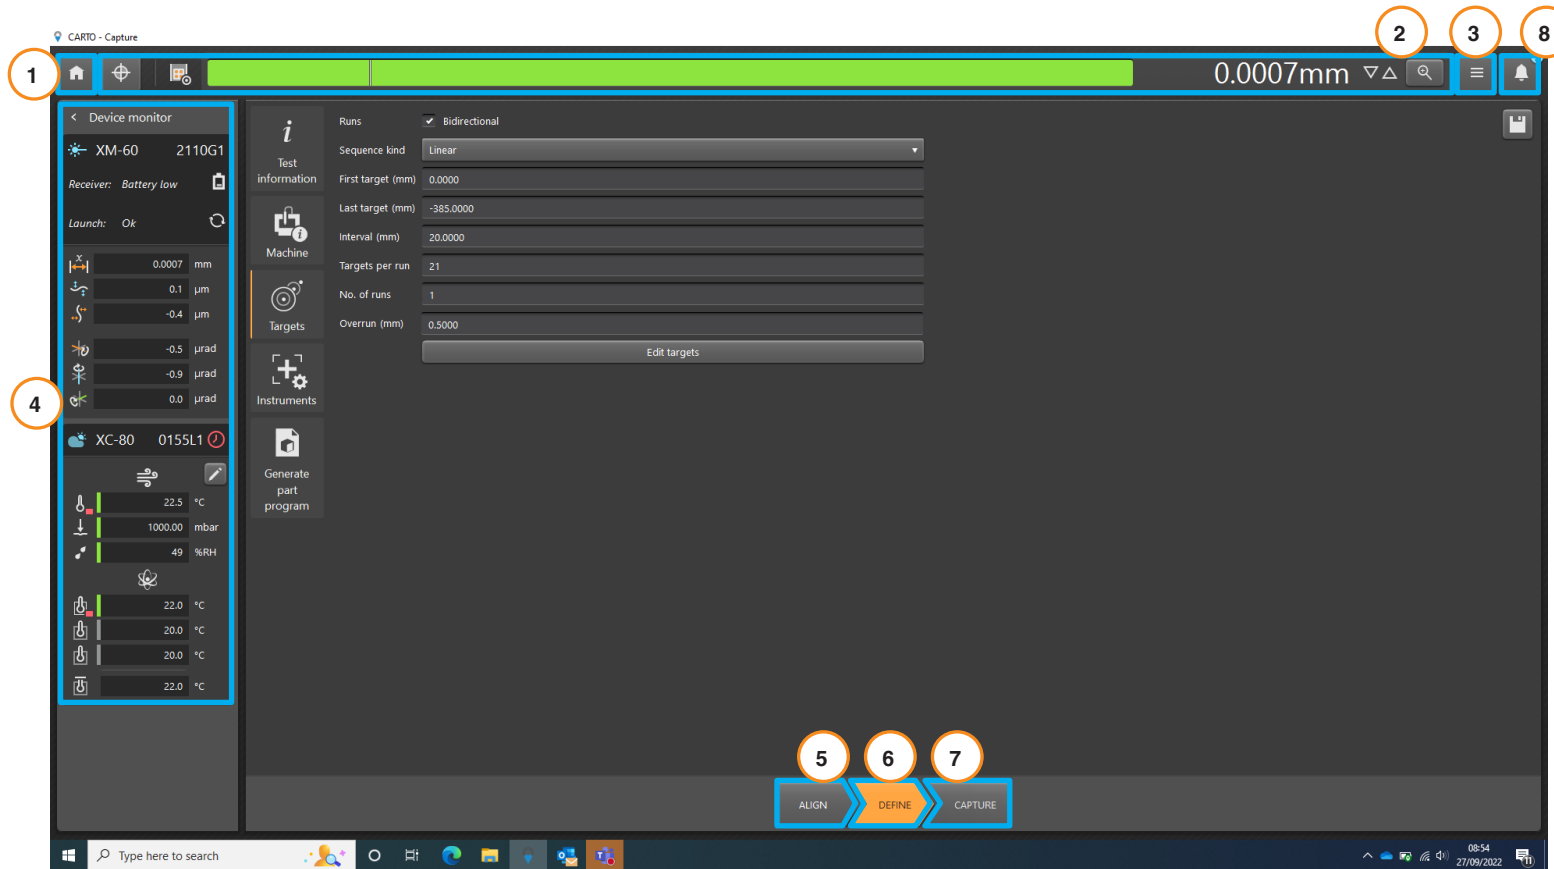 CARTO - Capture
2
3
8
1
0.0007mm
Device monitor
XM-60 2110G1
Receiver: Battery low
Launch: Ok
x
0.0007 mm
0.1 µm
-0.4 µm
-0.5 µrad
-0.9 µrad
0.0 µrad
4
XC-80 0155L1
22.5 °C
1000.00 mbar
49 %RH
22.0 °C
20.0 °C
20.0 °C
22.0 °C
i
Test
information
Machine
Targets
Instruments
Generate
part
program
Runs Bidirectional
Sequence kind Linear
First target (mm) 0.0000
Last target (mm) -385.0000
Interval (mm) 20.0000
Targets per run 21
No. of runs 1
Overrun (mm) 0.5000
Edit targets
5
6
7
ALIGN
DEFINE
CAPTURE
Type here to search
08:54
27/09/2022
11